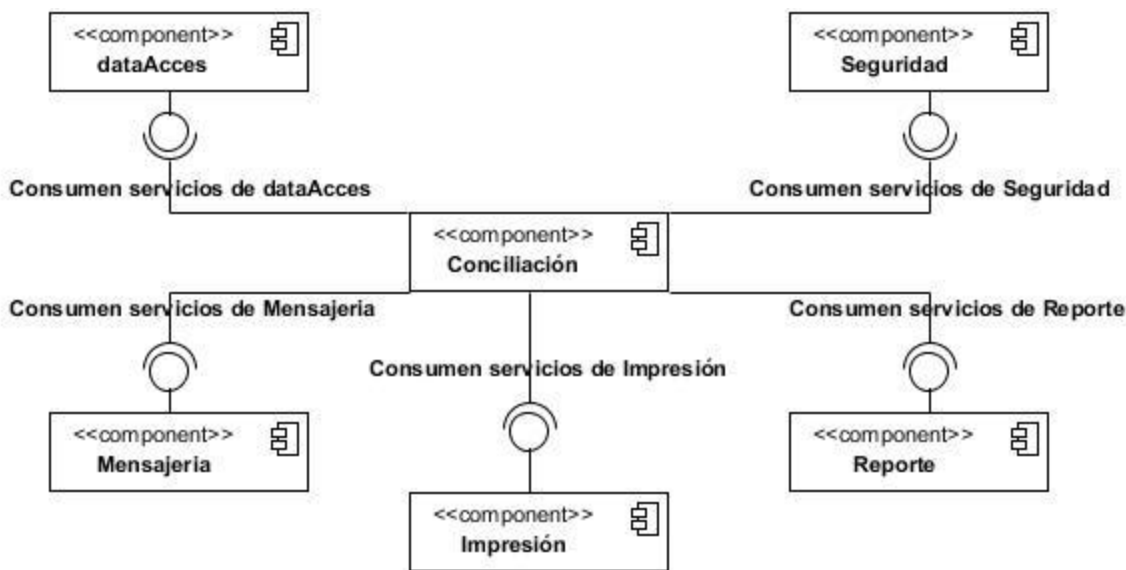 <<component>>
dataAcces
<<component>>
Seguridad
Consumen servicios de dataAcces
Consumen servicios de Seguridad
<<component>>
Conciliación
Consumen servicios de Mensajeria
Consumen servicios de Reporte
Consumen servicios de Impresión
<<component>>
Mensajeria
<<component>>
Reporte
<<component>>
Impresión